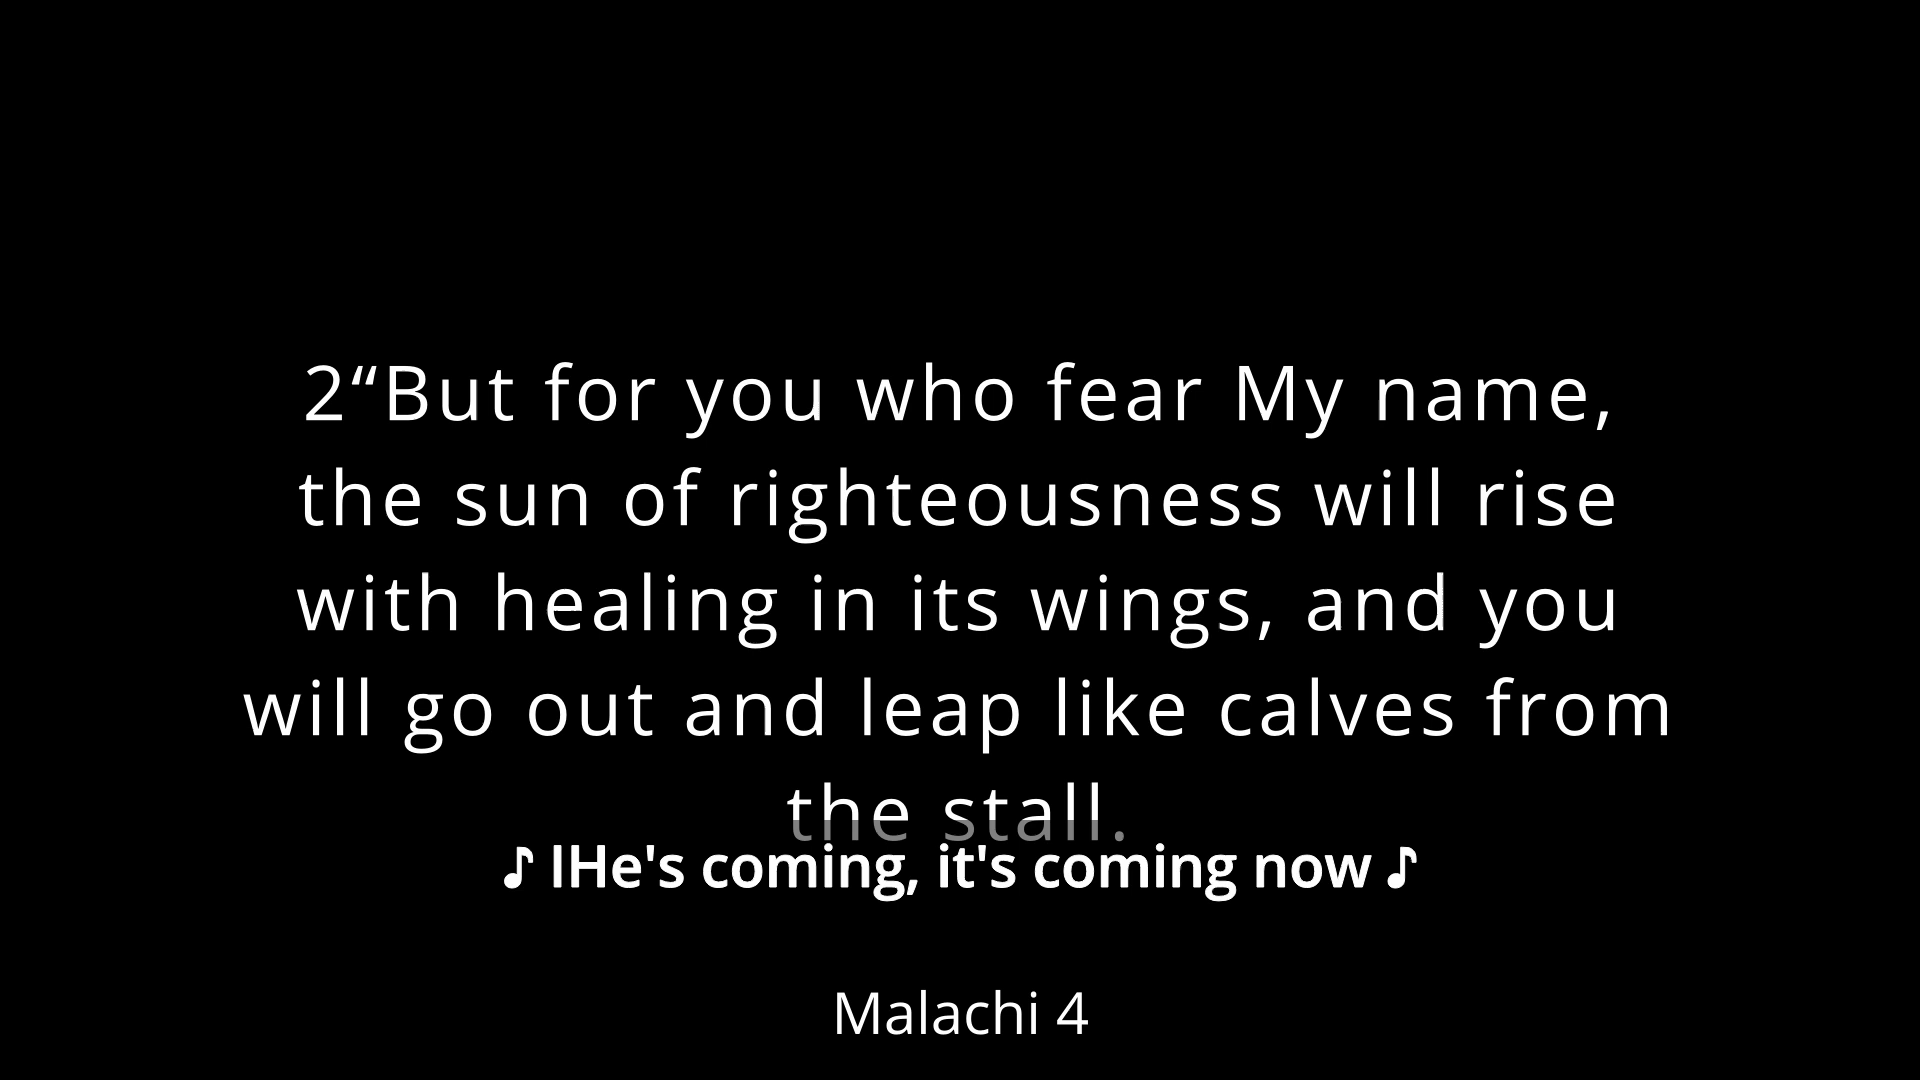 2“But for you who fear My name,
the sun of righteousness will rise
with healing in its wings, and you
will go out and leap like calves from
the stall.
♪ IHe's coming, it's coming now ♪
Malachi 4